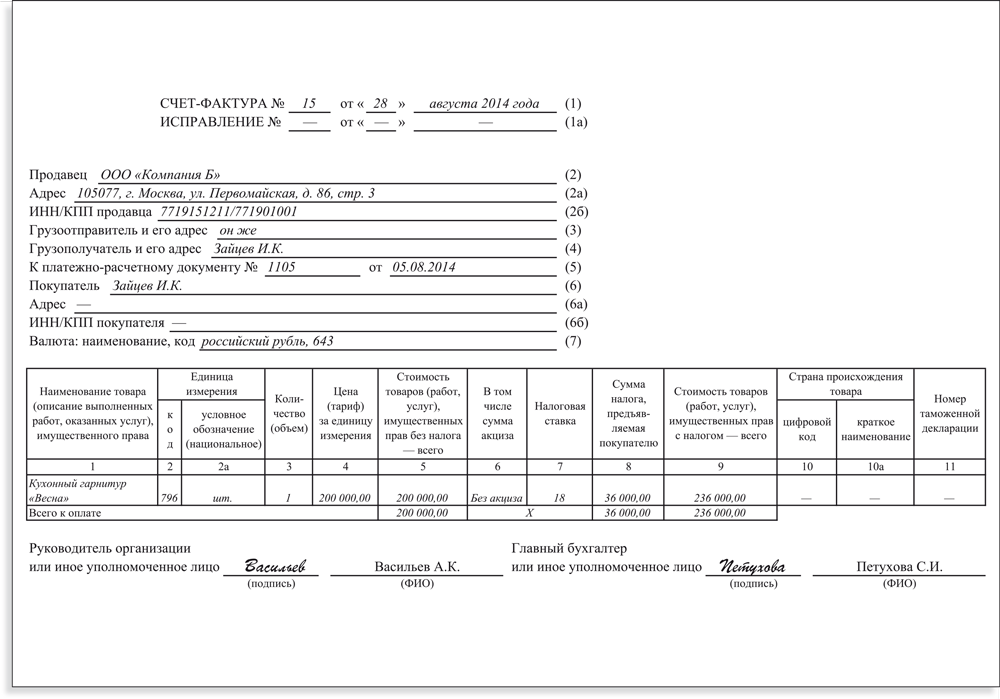 СЧЕТ-ФАКТУРА № 15 от « 28 » августа 2014 года (1)
ИСПРАВЛЕНИЕ № — от « — » — (1а)
Продавец ООО «Компания Б» (2)
Адрес 105077, г. Москва, ул. Первомайская, д. 86, стр. 3 (2а)
ИНН/КПП продавца 7719151211/771901001 (2б)
Грузоотправитель и его адрес он же (3)
Грузополучатель и его адрес Зайцев И.К. (4)
К платежно-расчетному документу № 1105 от 05.08.2014 (5)
Покупатель Зайцев И.К. (6)
Адрес — (6а)
ИНН/КПП покупателя — (6б)
Валюта: наименование, код российский рубль, 643 (7)
Наименование товара
(описание выполненных
работ, оказанных услуг),
имущественного права
Единица
измерения
к
о
д
условное
обозначение
(национальное)
Коли-
чество
(объем)
Цена
(тариф)
за единицу
измерения
Стоимость
товаров (работ,
услуг),
имущественных
прав без налога
— всего
В том
числе
сумма
акциза
Налоговая
ставка
Сумма
налога,
предъяв-
ляемая
покупателю
Стоимость товаров
(работ, услуг),
имущественных прав
с налогом — всего
Страна происхождения
товара
цифровой
код
краткое
наименование
Номер
таможенной
декларации
1 2 2а 3 4 5 6 7 8 9 10 10а 11
Кухонный гарнитур
«Весна» 796 шт. 1 200 000,00 200 000,00 Без акциза 18 36 000,00 236 000,00 — — —
Всего к оплате 200 000,00 X 36 000,00 236 000,00
Руководитель организации Главный бухгалтер
или иное уполномоченное лицо Васильев Васильев А.К. или иное уполномоченное лицо Петухова Петухова С.И.
(подпись) (ФИО) (подпись) (ФИО)